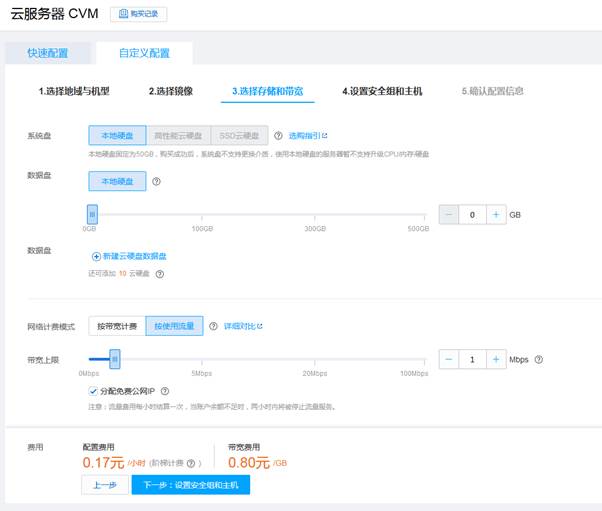 云服务器 CVM 购买记录
快速配置 自定义配置
1.选择地域与机型 2.选择镜像 3.选择存储和带宽 4.设置安全组和主机 5.确认配置信息
系统盘 本地硬盘 高性能云硬盘 SSD云硬盘 ? 选购指引
本地硬盘固定为50GB，购买成功后，系统盘不支持更换介质，使用本地硬盘的服务器暂不支持升级CPU/内存/硬盘
数据盘 本地硬盘 ?
− 0 + GB
0GB 100GB 300GB 500GB
数据盘 新建云硬盘数据盘
还可添加 10 云硬盘 ?
网络计费模式 按带宽计费 按使用流量 ? 详细对比
带宽上限 − 1 + Mbps ?
0Mbps 5Mbps 20Mbps 100Mbps
分配免费公网IP ?
注意：流量费用每小时结算一次，当账户余额不足时，两小时内将被停止流量服务。
费用 配置费用 带宽费用
0.17元 /小时 (阶梯计费 ? ) 0.80元 /GB
上一步 下一步：设置安全组和主机